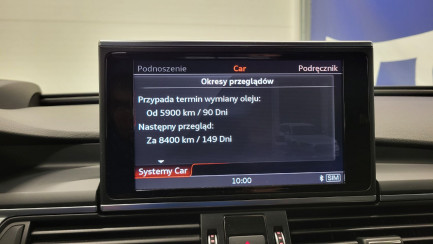 Podnoszenie Car Podręcznik
Okresy przeglądów
Przypada termin wymiany oleju:
Od 5900 km / 90 Dni
Następny przegląd:
Za 8400 km / 149 Dni
Systemy Car
10:00 SIM